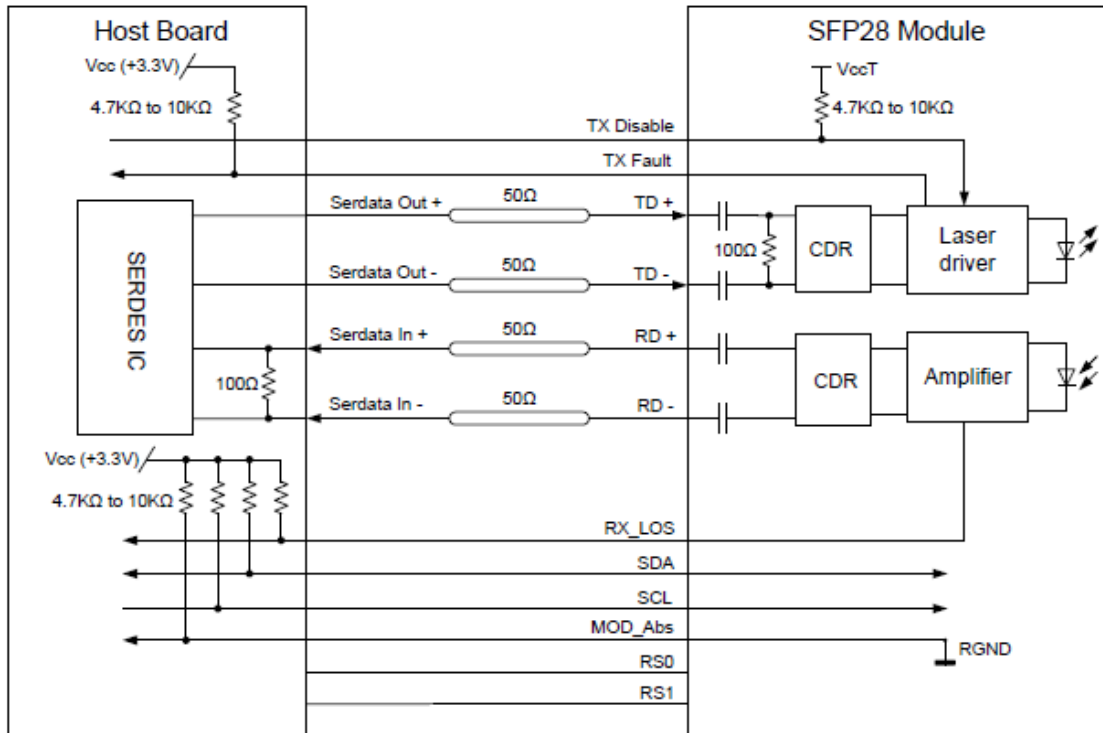 Host Board
SFP28 Module
Vcc (+3.3V)
VccT
4.7KΩ to 10KΩ
4.7KΩ to 10KΩ
TX Disable
TX Fault
Serdata Out +
50Ω
TD +
SERDES IC
100Ω
CDR
Laser
driver
Serdata Out -
50Ω
TD -
Serdata In +
50Ω
RD +
100Ω
CDR
Amplifier
Serdata In -
50Ω
RD -
Vcc (+3.3V)
4.7KΩ to 10KΩ
RX_LOS
SDA
SCL
MOD_Abs
RGND
RS0
RS1